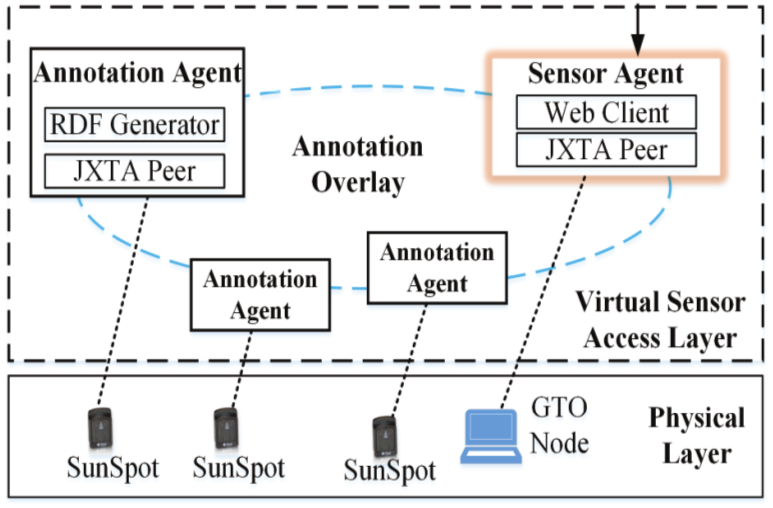 Annotation Agent
RDF Generator
JXTA Peer
Sensor Agent
Web Client
JXTA Peer
Annotation
Overlay
Annotation
Agent
Annotation
Agent
Virtual Sensor
Access Layer
SunSpot
SunSpot
SunSpot
GTO
Node
Physical
Layer